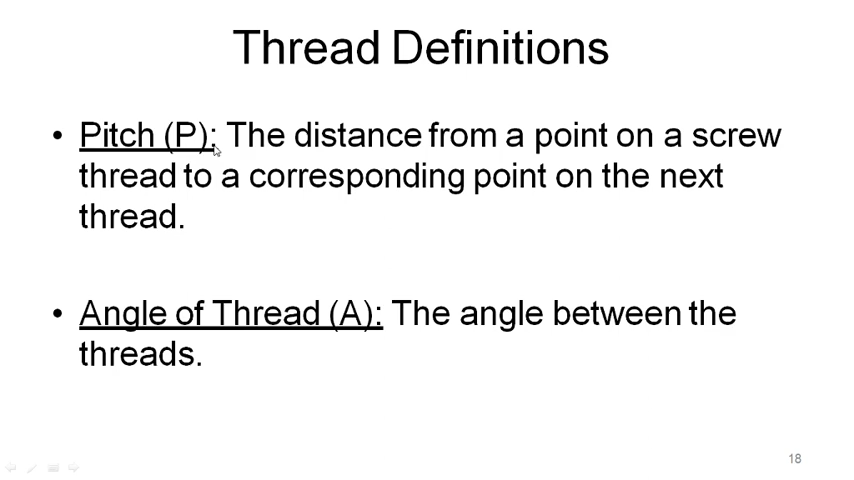 Thread Definitions
• Pitch (P): The distance from a point on a screw
thread to a corresponding point on the next
thread.
• Angle of Thread (A): The angle between the
threads.
18